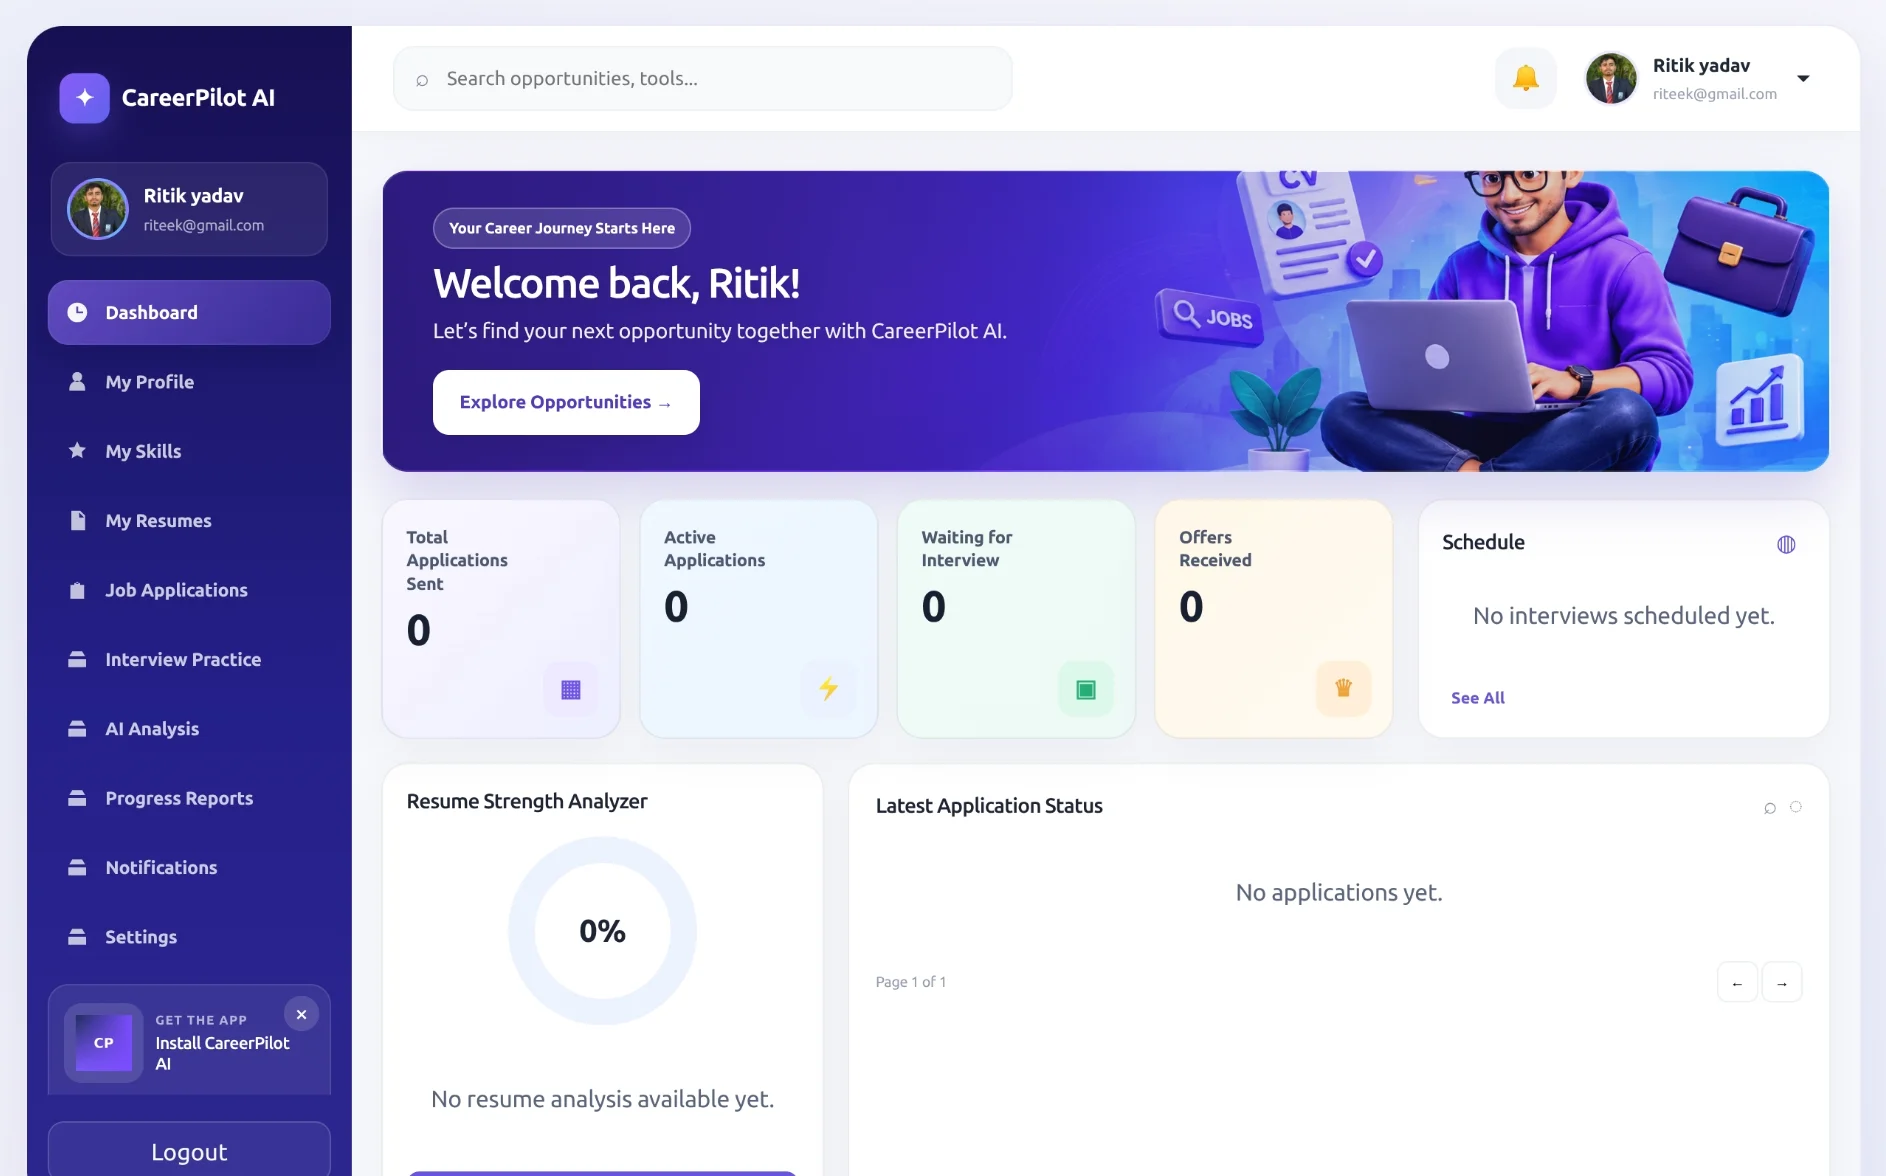 CareerPilot AI
Ritik yadav
riteek@gmail.com
Dashboard
My Profile
My Skills
My Resumes
Job Applications
Interview Practice
AI Analysis
Progress Reports
Notifications
Settings
CP
GET THE APP
Install CareerPilot
AI
Logout
Search opportunities, tools...
Ritik yadav
riteek@gmail.com
Your Career Journey Starts Here
Welcome back, Ritik!
Let’s find your next opportunity together with CareerPilot AI.
Explore Opportunities →
CV
JOBS
Total
Applications
Sent
0
Active
Applications
0
Waiting for
Interview
0
Offers
Received
0
Schedule
No interviews scheduled yet.
See All
Resume Strength Analyzer
0%
No resume analysis available yet.
Latest Application Status
No applications yet.
Page 1 of 1
← →